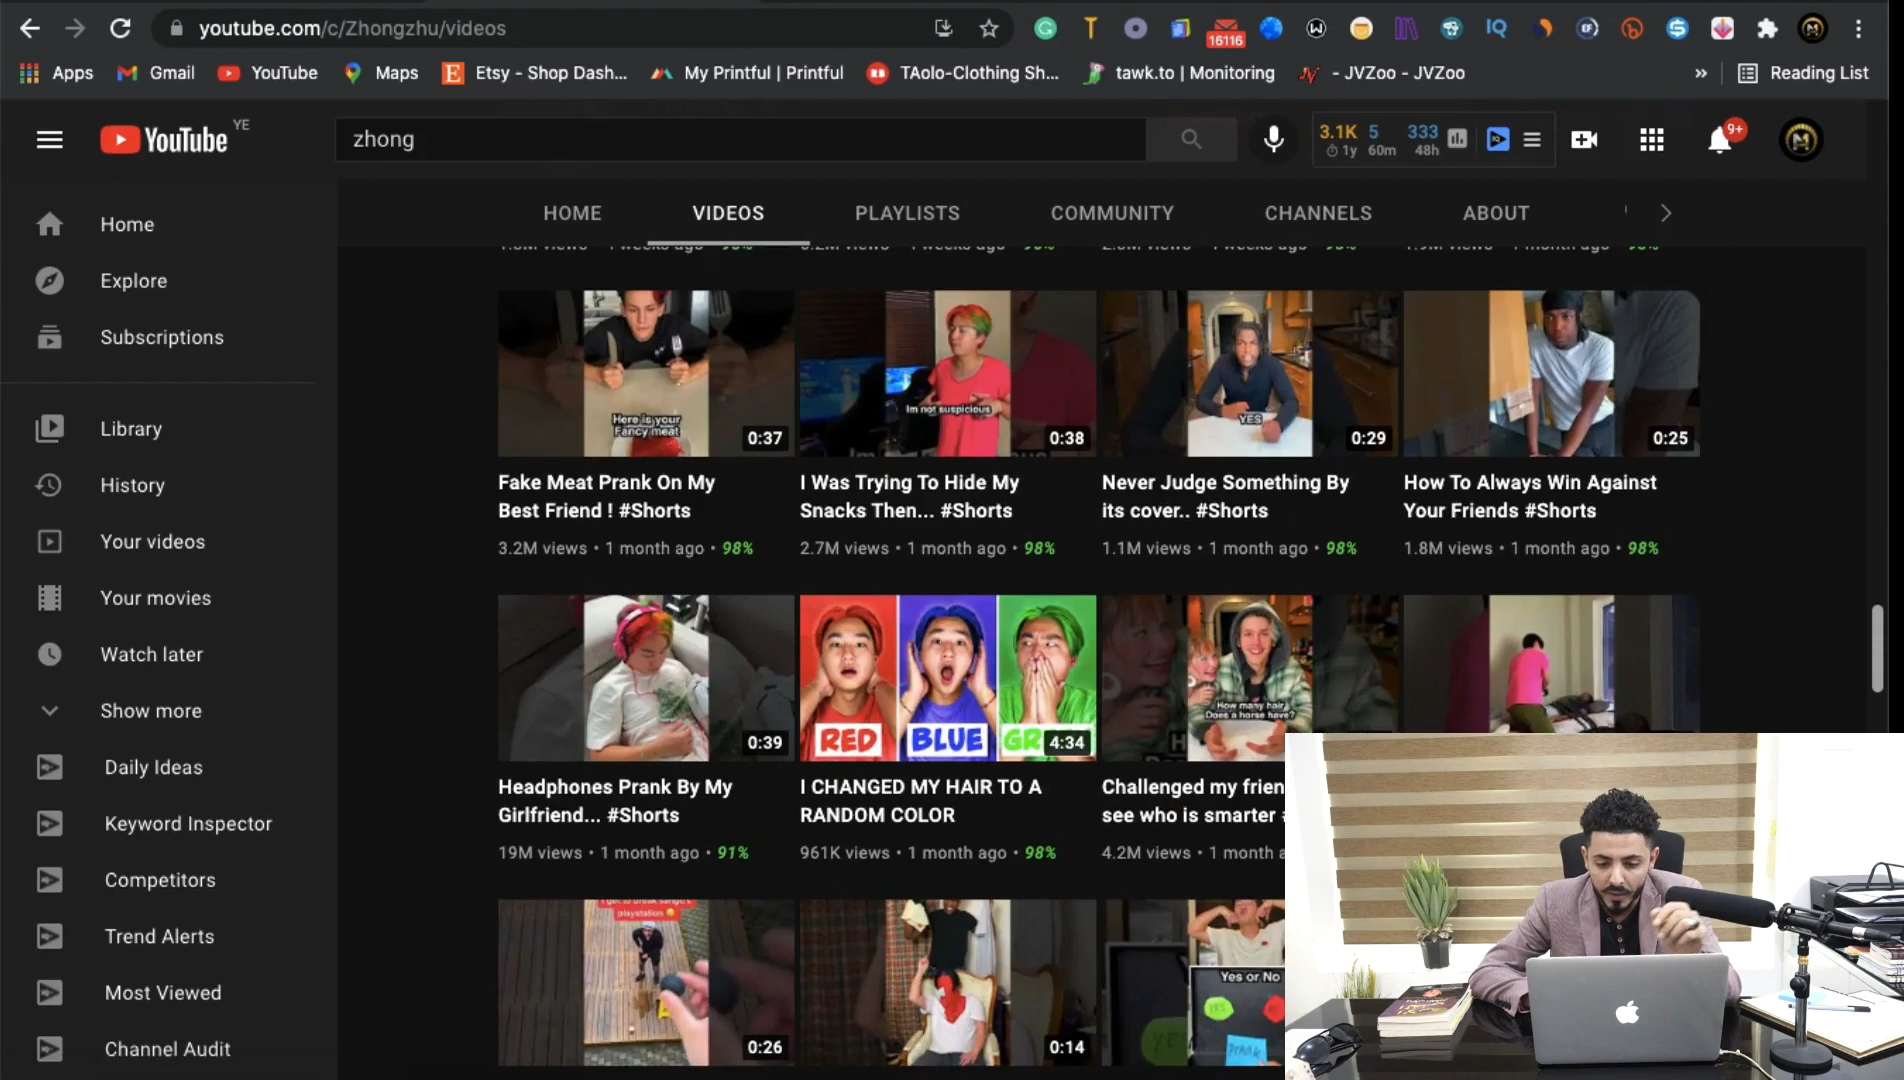 youtube.com/c/Zhongzhu/videos
16116
Apps
Gmail
YouTube
Maps
Etsy - Shop Dash...
My Printful | Printful
TAolo-Clothing Sh...
tawk.to | Monitoring
- JVZoo - JVZoo
»
Reading List
YouTube YE
zhong
3.1K 5 333
1y 60m 48h
9+
HOME
VIDEOS
PLAYLISTS
COMMUNITY
CHANNELS
ABOUT
Home
Explore
Subscriptions
Library
History
Your videos
Your movies
Watch later
Show more
Daily Ideas
Keyword Inspector
Competitors
Trend Alerts
Most Viewed
Channel Audit
Here is your
Fancy meat
0:37
Im not suspicious
0:38
YES
0:29
0:25
Fake Meat Prank On My
Best Friend ! #Shorts
3.2M views • 1 month ago • 98%
I Was Trying To Hide My
Snacks Then... #Shorts
2.7M views • 1 month ago • 98%
Never Judge Something By
its cover.. #Shorts
1.1M views • 1 month ago • 98%
How To Always Win Against
Your Friends #Shorts
1.8M views • 1 month ago • 98%
0:39
RED
BLUE
GR
4:34
How many hair
Does a horse have?
Headphones Prank By My
Girlfriend... #Shorts
19M views • 1 month ago • 91%
I CHANGED MY HAIR TO A
RANDOM COLOR
961K views • 1 month ago • 98%
Challenged my frien
see who is smarter
4.2M views • 1 month a
playstation
0:26
0:14
Yes or No
YES
PRANK